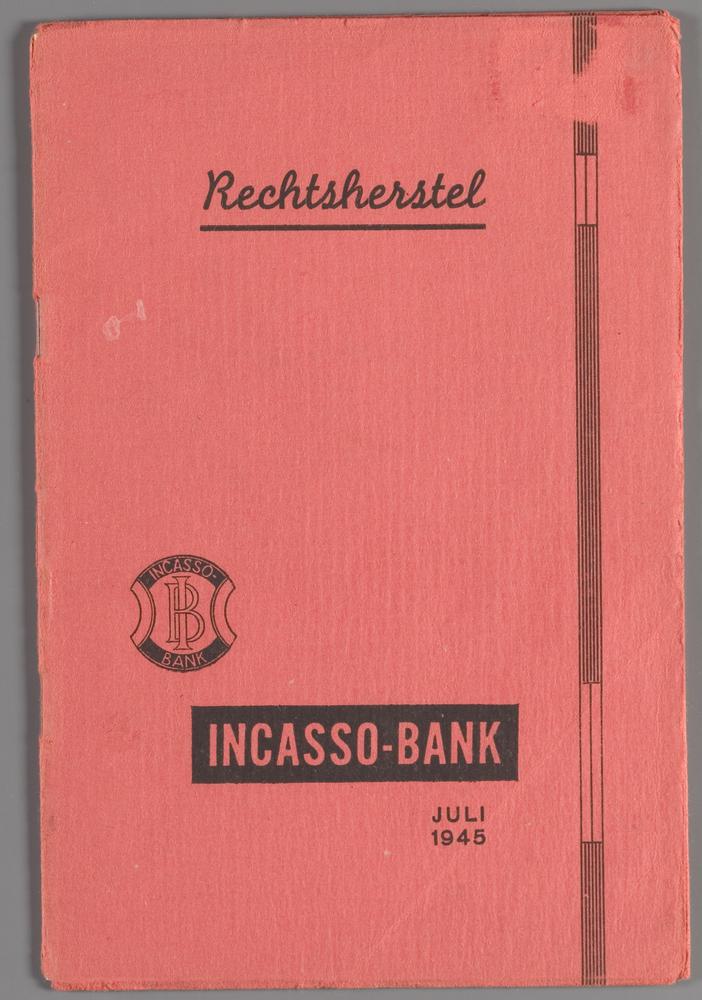 Rechtsherstel
INCASSO-
IB
BANK
INCASSO-BANK
JULI
1945